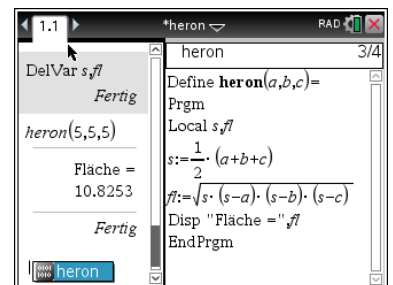 1.1
*heron
RAD
DelVar s,fl
Fertig
heron(5,5,5)
Fläche =
10.8253
Fertig
heron
heron
3/4
Define heron(a,b,c)=
Prgm
Local s,fl
s:=1/2·(a+b+c)
fl:=√(s·(s-a)·(s-b)·(s-c))
Disp "Fläche =",fl
EndPrgm